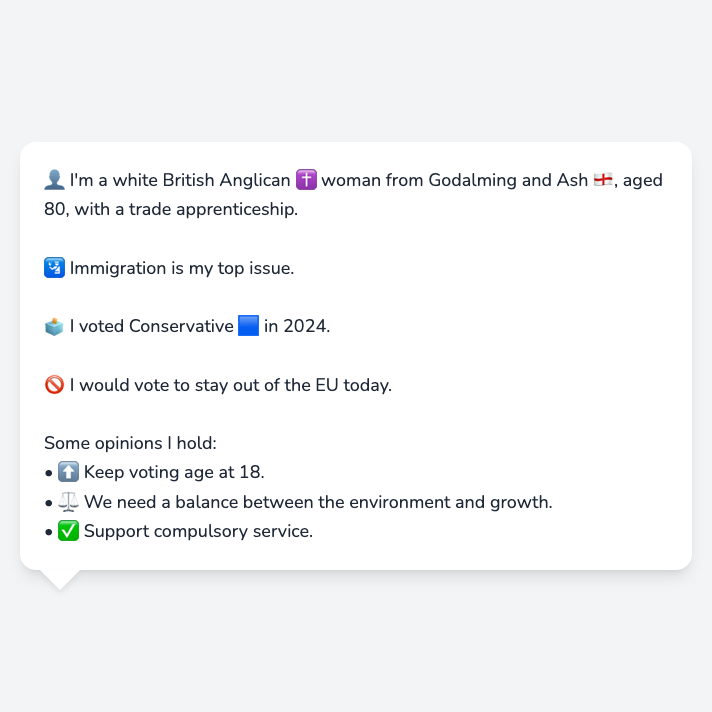 👤 I'm a white British Anglican ✝️ woman from Godalming and Ash 🏴󠁧󠁢󠁥󠁮󠁧󠁿, aged
80, with a trade apprenticeship.
🛂 Immigration is my top issue.
🗳️ I voted Conservative 🟦 in 2024.
🚫 I would vote to stay out of the EU today.
Some opinions I hold:
• ⬆️ Keep voting age at 18.
• ⚖️ We need a balance between the environment and growth.
• ✅ Support compulsory service.